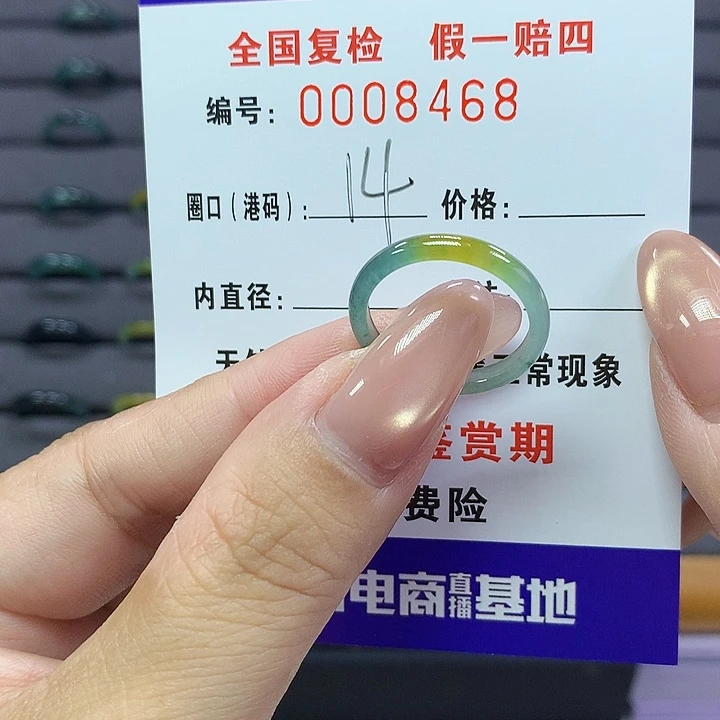 全国复检 假一赔四
编号: 0008468
圈口(港码): 14 价格:
内直径:
常现象
鉴赏期
费险
电商直播基地